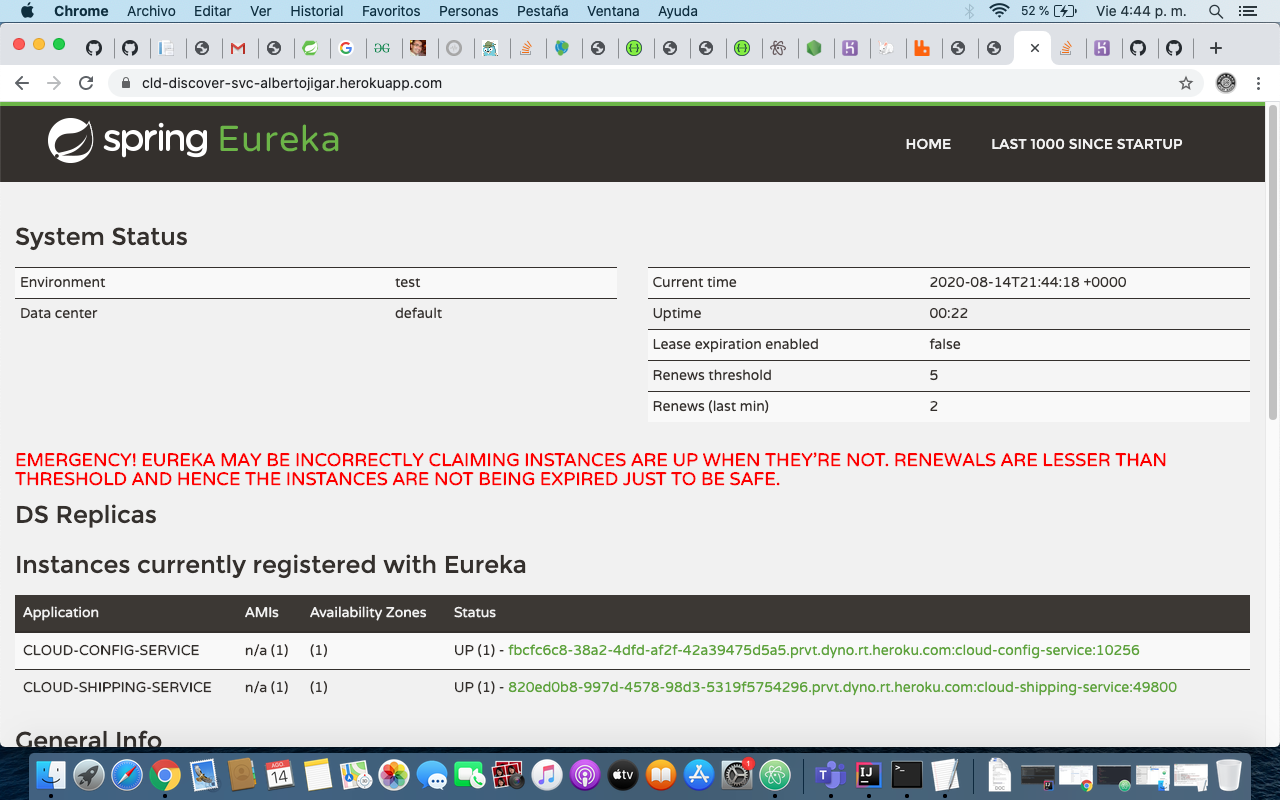 Chrome Archivo Editar Ver Historial Favoritos Personas Pestaña Ventana Ayuda 52 % Vie 4:44 p. m.
cld-discover-svc-albertojigar.herokuapp.com
spring Eureka HOME LAST 1000 SINCE STARTUP
System Status
Environment test Current time 2020-08-14T21:44:18 +0000
Data center default Uptime 00:22
Lease expiration enabled false
Renews threshold 5
Renews (last min) 2
EMERGENCY! EUREKA MAY BE INCORRECTLY CLAIMING INSTANCES ARE UP WHEN THEY'RE NOT. RENEWALS ARE LESSER THAN
THRESHOLD AND HENCE THE INSTANCES ARE NOT BEING EXPIRED JUST TO BE SAFE.
DS Replicas
Instances currently registered with Eureka
Application AMIs Availability Zones Status
CLOUD-CONFIG-SERVICE n/a (1) (1) UP (1) - fbcfc6c8-38a2-4dfd-af2f-42a39475d5a5.prvt.dyno.rt.heroku.com:cloud-config-service:10256
CLOUD-SHIPPING-SERVICE n/a (1) (1) UP (1) - 820ed0b8-997d-4578-98d3-5319f5754296.prvt.dyno.rt.heroku.com:cloud-shipping-service:49800
General Info
AGO 14 tv 1 T IJ >_ DOC